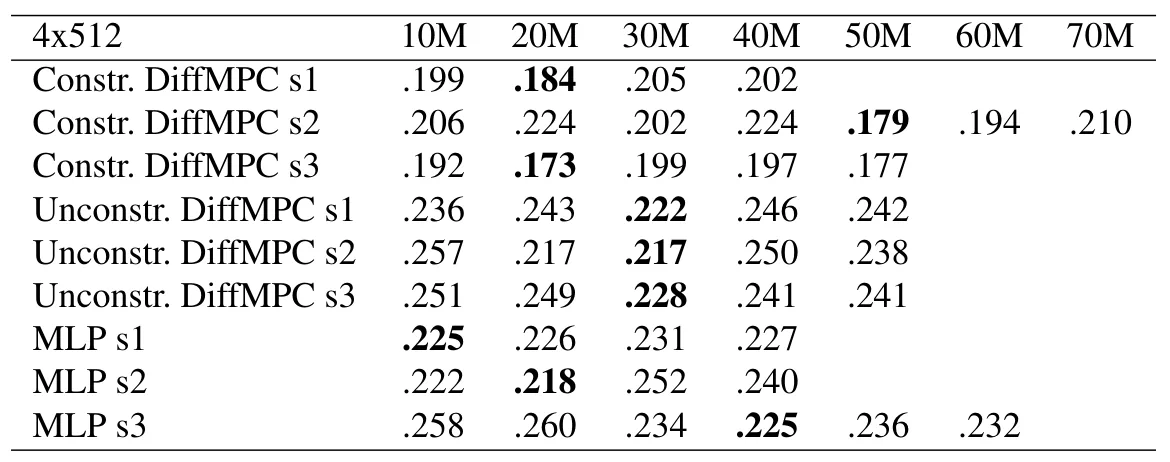 4x512 10M 20M 30M 40M 50M 60M 70M
Constr. DiffMPC s1 .199 .184 .205 .202
Constr. DiffMPC s2 .206 .224 .202 .224 .179 .194 .210
Constr. DiffMPC s3 .192 .173 .199 .197 .177
Unconstr. DiffMPC s1 .236 .243 .222 .246 .242
Unconstr. DiffMPC s2 .257 .217 .217 .250 .238
Unconstr. DiffMPC s3 .251 .249 .228 .241 .241
MLP s1 .225 .226 .231 .227
MLP s2 .222 .218 .252 .240
MLP s3 .258 .260 .234 .225 .236 .232